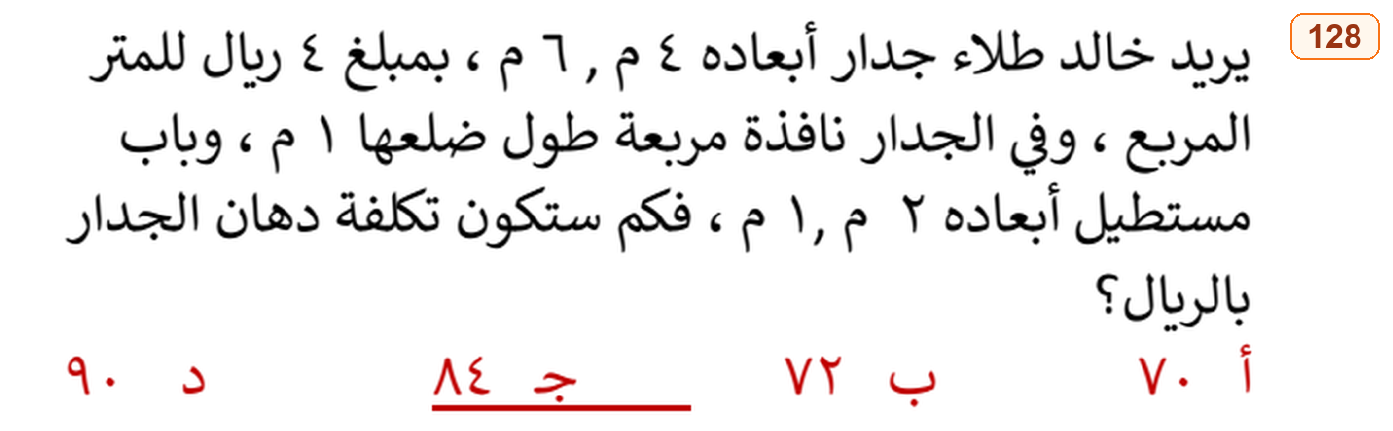 128
يريد خالد طلاء جدار أبعاده ٤ م , ٦ م ، بمبلغ ٤ ريال للمتر
المربع ، وفي الجدار نافذة مربعة طول ضلعها ١ م ، وباب
مستطيل أبعاده ٢ م ,١ م ، فكم ستكون تكلفة دهان الجدار
بالريال؟
أ ٧٠ ب ٧٢ جـ ٨٤ د ٩٠